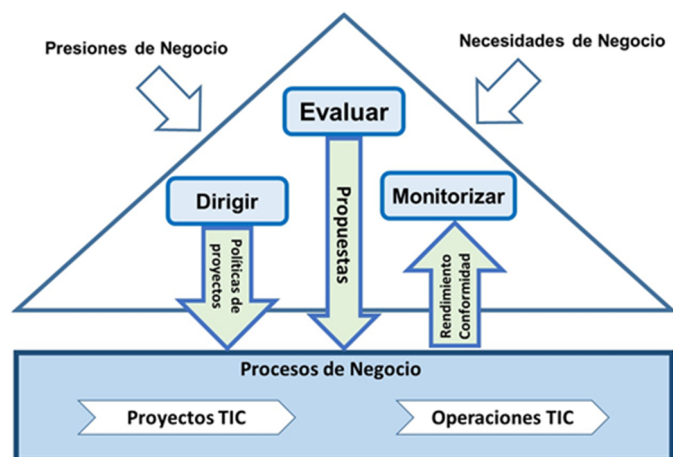 Presiones de Negocio
Necesidades de Negocio
Evaluar
Dirigir
Monitorizar
Políticas de
proyectos
Propuestas
Rendimiento
Conformidad
Procesos de Negocio
Proyectos TIC
Operaciones TIC